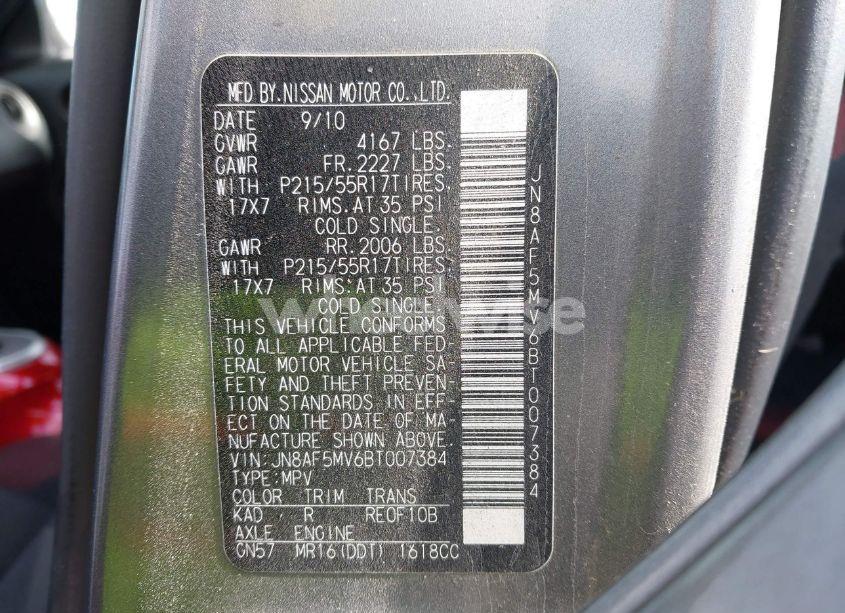 MFD BY.NISSAN MOTOR CO.,LTD.
DATE 9/10
GVWR 4167 LBS.
GAWR FR.2227 LBS.
WITH P215/55R17TIRES.
17X7 RIMS.AT 35 PSI
COLD SINGLE.
GAWR RR.2006 LBS.
WITH P215/55R17TIRES.
17X7 RIMS:AT 35 PSI
COLD SINGLE.
THIS VEHICLE CONFORMS
TO ALL APPLICABLE FED-
ERAL MOTOR VEHICLE SA-
FETY AND THEFT PREVEN-
TION STANDARDS IN EFF-
ECT ON THE DATE OF MA-
NUFACTURE SHOWN ABOVE.
VIN:JN8AF5MV6BT007384
TYPE:MPV
COLOR TRIM TRANS
KAD R RE0F10B
AXLE ENGINE
GN57 MR16(DDT) 1618CC
JN8AF5MV6BT007384